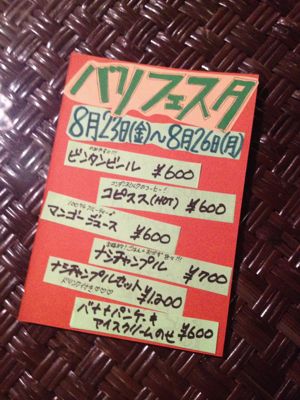 バリフェスタ
8月23日(金)~8月26日(月)
ビンタンビール ¥600
コピスス(HOT) ¥600
マンゴージュース ¥600
ナシチャンプル ¥700
ナシチャンプルセット ¥1,200
バナナパンケーキ
アイスクリームのせ ¥600